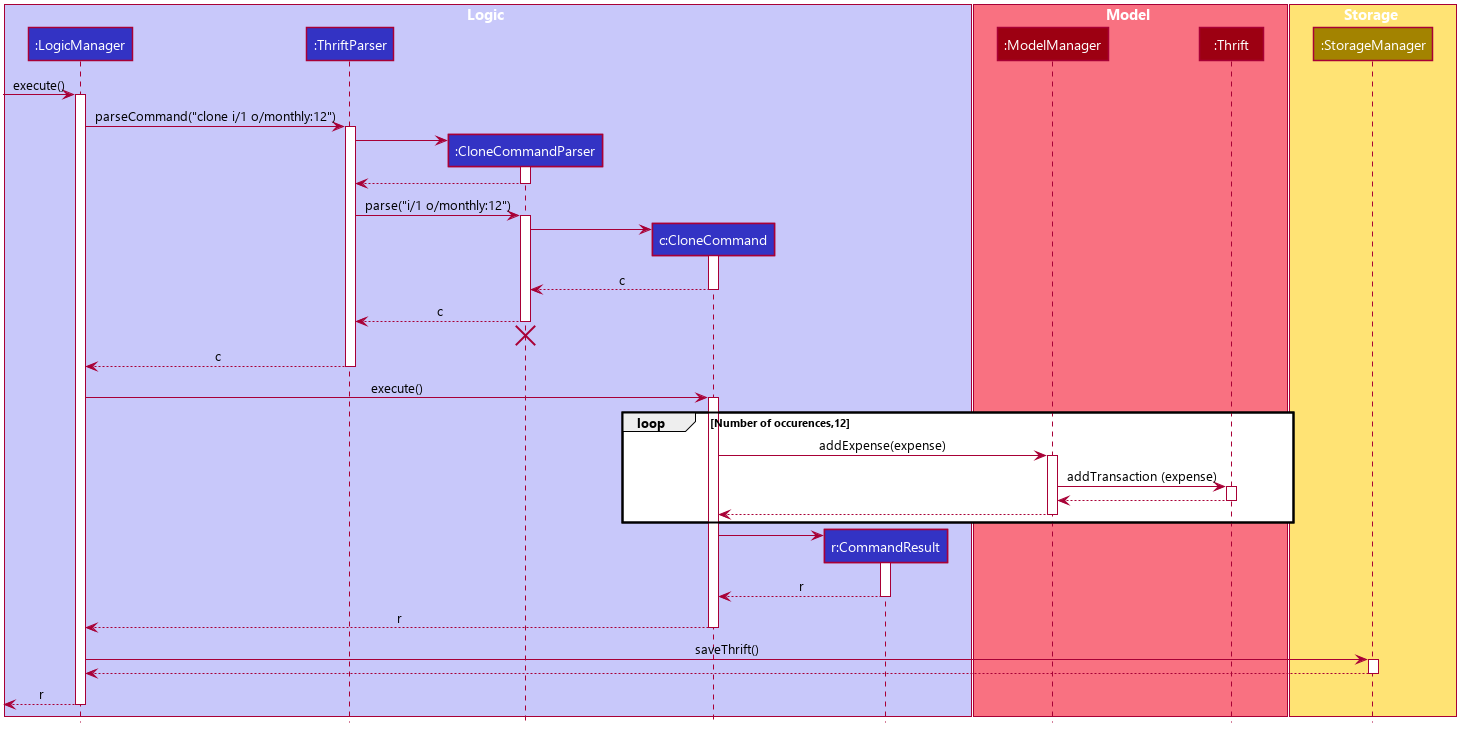 Logic
Model
Storage
:LogicManager
:ThriftParser
:ModelManager
:Thrift
:StorageManager
execute()
parseCommand("clone i/1 o/monthly:12")
:CloneCommandParser
parse("i/1 o/monthly:12")
c:CloneCommand
c
c
c
execute()
loop
[Number of occurences,12]
addExpense(expense)
addTransaction (expense)
r:CommandResult
r
r
saveThrift()
r